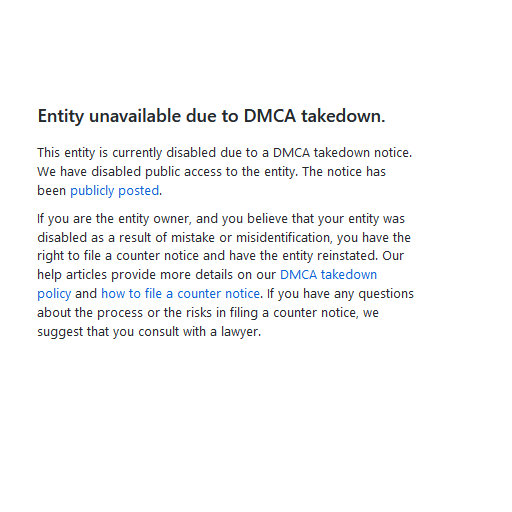 Entity unavailable due to DMCA takedown.
This entity is currently disabled due to a DMCA takedown notice.
We have disabled public access to the entity. The notice has
been publicly posted.
If you are the entity owner, and you believe that your entity was
disabled as a result of mistake or misidentification, you have the
right to file a counter notice and have the entity reinstated. Our
help articles provide more details on our DMCA takedown
policy and how to file a counter notice. If you have any questions
about the process or the risks in filing a counter notice, we
suggest that you consult with a lawyer.